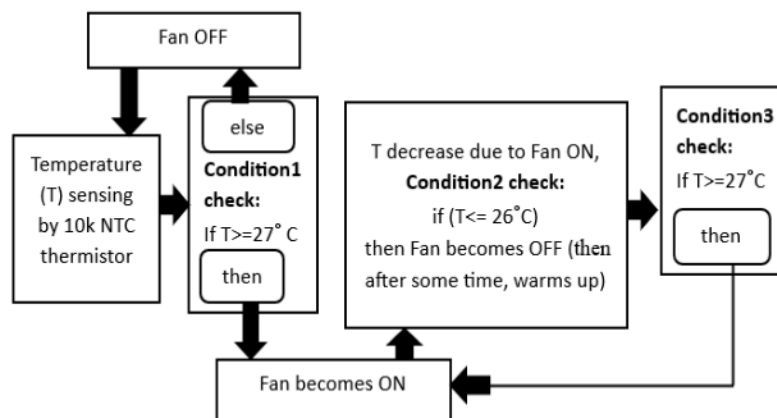 Fan OFF
Temperature
(T) sensing
by 10k NTC
thermistor
else
Condition1
check:
If T>=27˚ C
then
T decrease due to Fan ON,
Condition2 check:
if (T<= 26˚C)
then Fan becomes OFF (then
after some time, warms up)
Condition3
check:
If T>=27˚C
then
Fan becomes ON